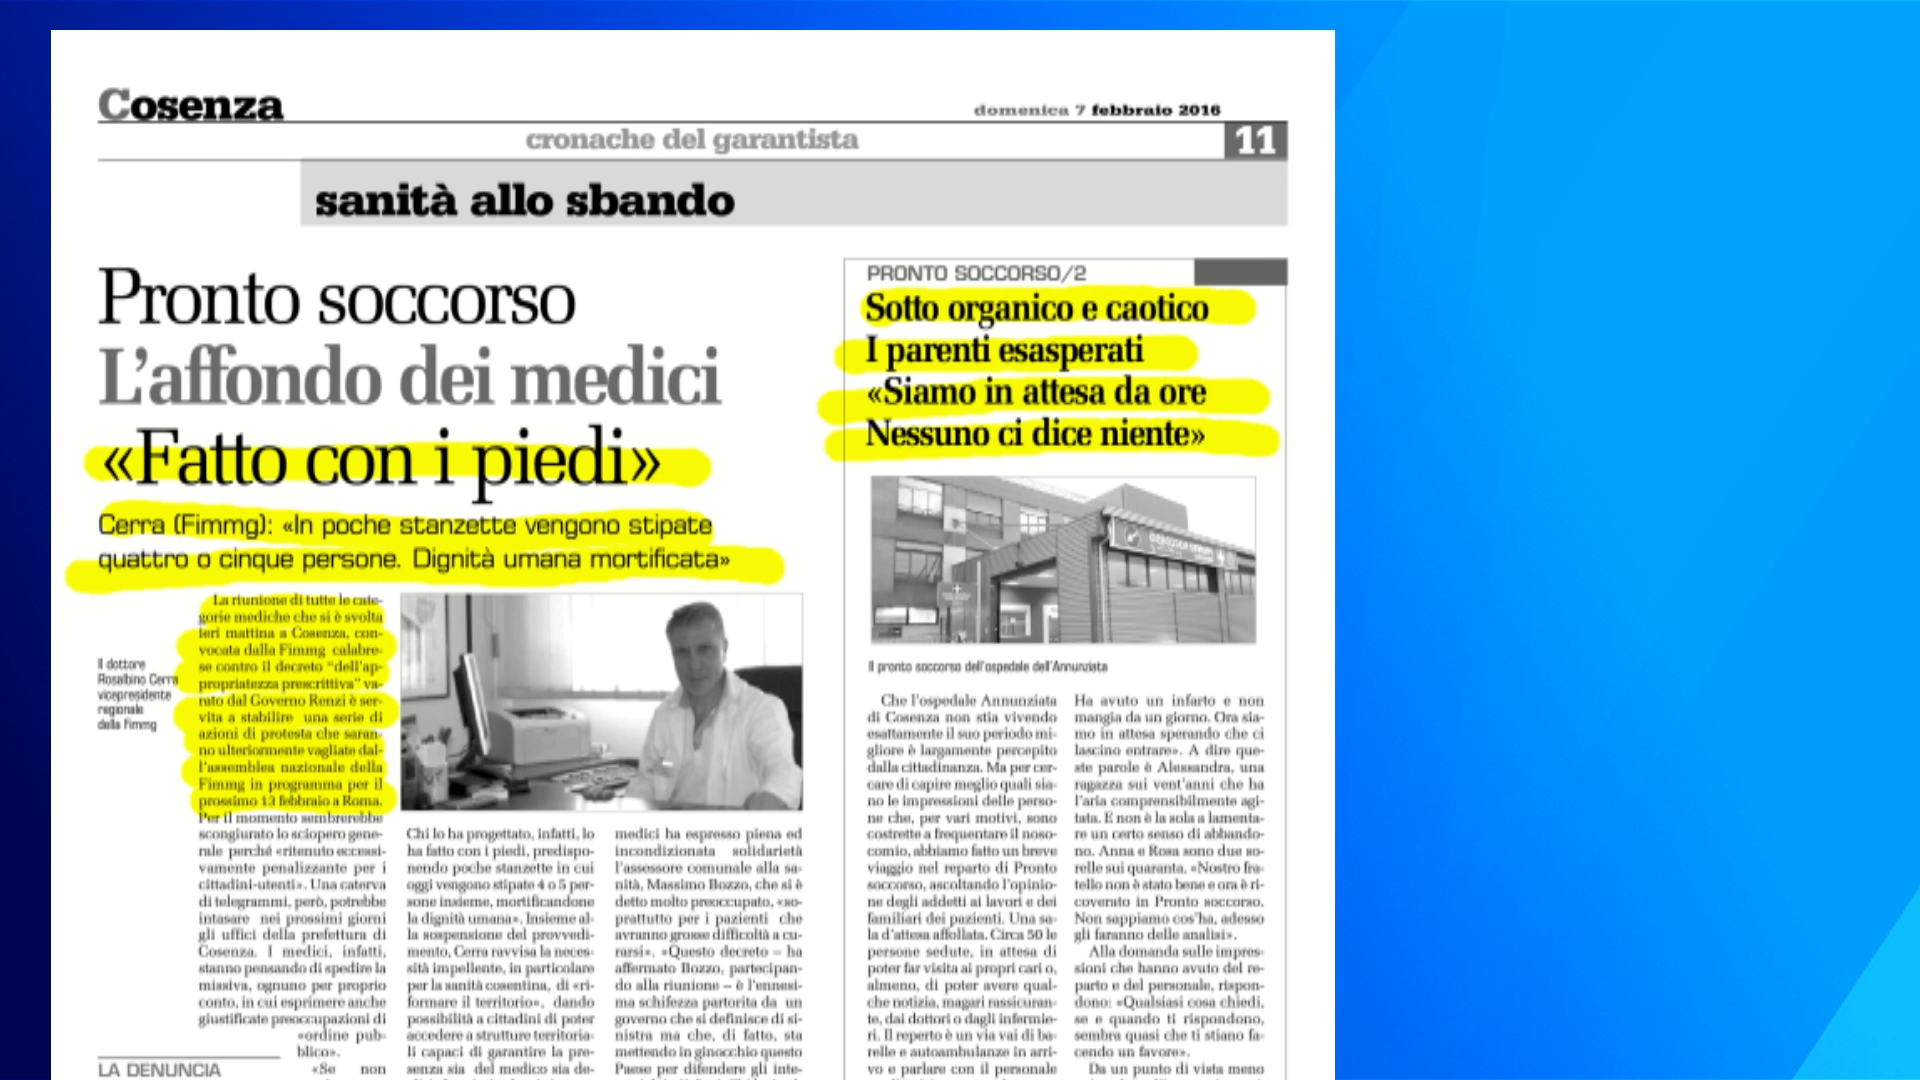 Cosenza
domenica 7 febbraio 2016
cronache del garantista
11
sanità allo sbando
Pronto soccorso
L'affondo dei medici
«Fatto con i piedi»
Cerra (Fimmg): «In poche stanzette vengono stipate
quattro o cinque persone. Dignità umana mortificata»
Il dottore
Rosalbino Cerra
vicepresidente
regionale
della Fimmg
La riunione di tutte le cate-
gorie mediche che si è svolta
ieri mattina a Cosenza, con-
vocata dalla Fimmg calabre-
se contro il decreto "dell'ap-
propriatezza prescrittiva" va-
rato dal Governo Renzi è ser-
vita a stabilire una serie di
azioni di protesta che saran-
no ulteriormente vagliate dal-
l'assemblea nazionale della
Fimmg in programma per il
prossimo 13 febbraio a Roma.
Per il momento sembrerebbe
scongiurato lo sciopero gene-
rale perché «ritenuto eccessi-
vamente penalizzante per i
cittadini-utenti». Una caterva
di telegrammi, però, potrebbe
intasare nei prossimi giorni
gli uffici della prefettura di
Cosenza. I medici, infatti,
stanno pensando di spedire la
missiva, ognuno per proprio
conto, in cui esprimere anche
giustificate preoccupazioni di
«ordine pub-
blico».
«Se non
LA DENUNCIA
Chi lo ha progettato, infatti, lo
ha fatto con i piedi, predispo-
nendo poche stanzette in cui
oggi vengono stipate 4 o 5 per-
sone insieme, mortificandone
la dignità umana». Insieme al-
la sospensione del provvedi-
mento, Cerra ravvisa la neces-
sità impellente, in particolare
per la sanità cosentina, di «ri-
formare il territorio», dando
possibilità a cittadini di poter
accedere a strutture territoria-
li capaci di garantire la pre-
senza sia del medico sia de-
medici ha espresso piena ed
incondizionata solidarietà
l'assessore comunale alla sa-
nità, Massimo Bozzo, che si è
detto molto preoccupato, «so-
prattutto per i pazienti che
avranno grosse difficoltà a cu-
rarsi». «Questo decreto – ha
affermato Bozzo, partecipan-
do alla riunione – è l'ennesi-
ma schifezza partorita da un
governo che si definisce di si-
nistra ma che, di fatto, sta
mettendo in ginocchio questo
Paese per difendere gli inte-
PRONTO SOCCORSO/2
Sotto organico e caotico
I parenti esasperati
«Siamo in attesa da ore
Nessuno ci dice niente»
Il pronto soccorso dell'ospedale dell'Annunziata
Che l'ospedale Annunziata
di Cosenza non stia vivendo
esattamente il suo periodo mi-
gliore è largamente percepito
dalla cittadinanza. Ma per cer-
care di capire meglio quali sia-
no le impressioni delle perso-
ne che, per vari motivi, sono
costrette a frequentare il noso-
comio, abbiamo fatto un breve
viaggio nel reparto di Pronto
soccorso, ascoltando l'opinio-
ne degli addetti ai lavori e dei
familiari dei pazienti. Una sa-
la d'attesa affollata. Circa 50 le
persone sedute, in attesa di
poter far visita ai propri cari o,
almeno, di poter avere qual-
che notizia, magari rassicuran-
te, dai dottori o dagli infermie-
ri. Il reperto è un via vai di ba-
relle e autoambulanze in arri-
vo e parlare con il personale
Ha avuto un infarto e non
mangia da un giorno. Ora sia-
mo in attesa sperando che ci
lascino entrare». A dire que-
ste parole è Alessandra, una
ragazza sui vent'anni che ha
l'aria comprensibilmente agi-
tata. E non è la sola a lamenta-
re un certo senso di abbando-
no. Anna e Rosa sono due so-
relle sui quaranta. «Nostro fra-
tello non è stato bene e ora è ri-
coverato in Pronto soccorso.
Non sappiamo cos'ha, adesso
gli faranno delle analisi».
Alla domanda sulle impres-
sioni che hanno avuto del re-
parto e del personale, rispon-
dono: «Qualsiasi cosa chiedi,
se e quando ti rispondono,
sembra quasi che ti stiano fa-
cendo un favore».
Da un punto di vista meno